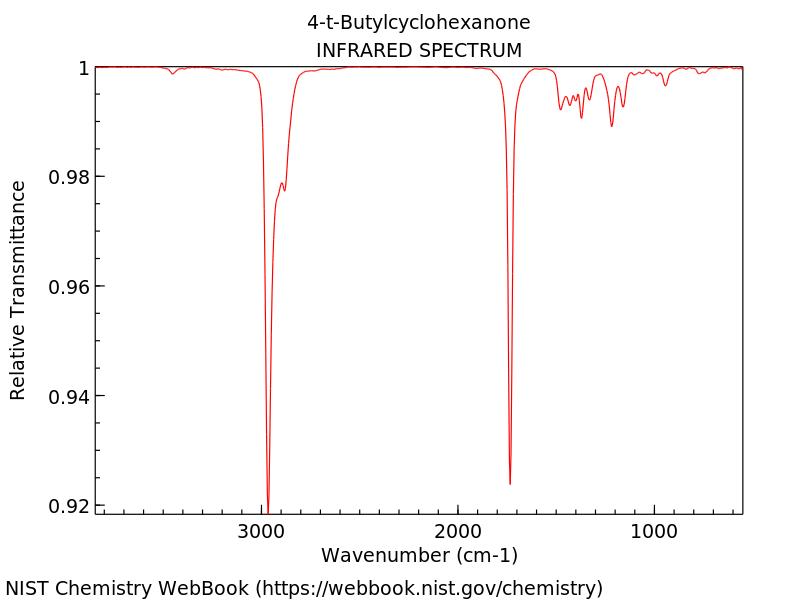 4-t-Butylcyclohexanone
INFRARED SPECTRUM
1
0.98
0.96
0.94
0.92
Relative Transmittance
3000 2000 1000
Wavenumber (cm-1)
NIST Chemistry WebBook (https://webbook.nist.gov/chemistry)